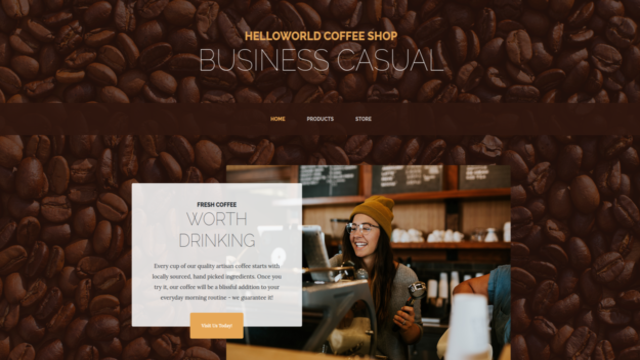 HELLOWORLD COFFEE SHOP
BUSINESS CASUAL
HOME PRODUCTS STORE
FRESH COFFEE
WORTH
DRINKING
Every cup of our quality artisan coffee starts with
locally sourced, hand picked ingredients. Once you
try it, our coffee will be a blissful addition to your
everyday morning routine - we guarantee it!
Visit Us Today!